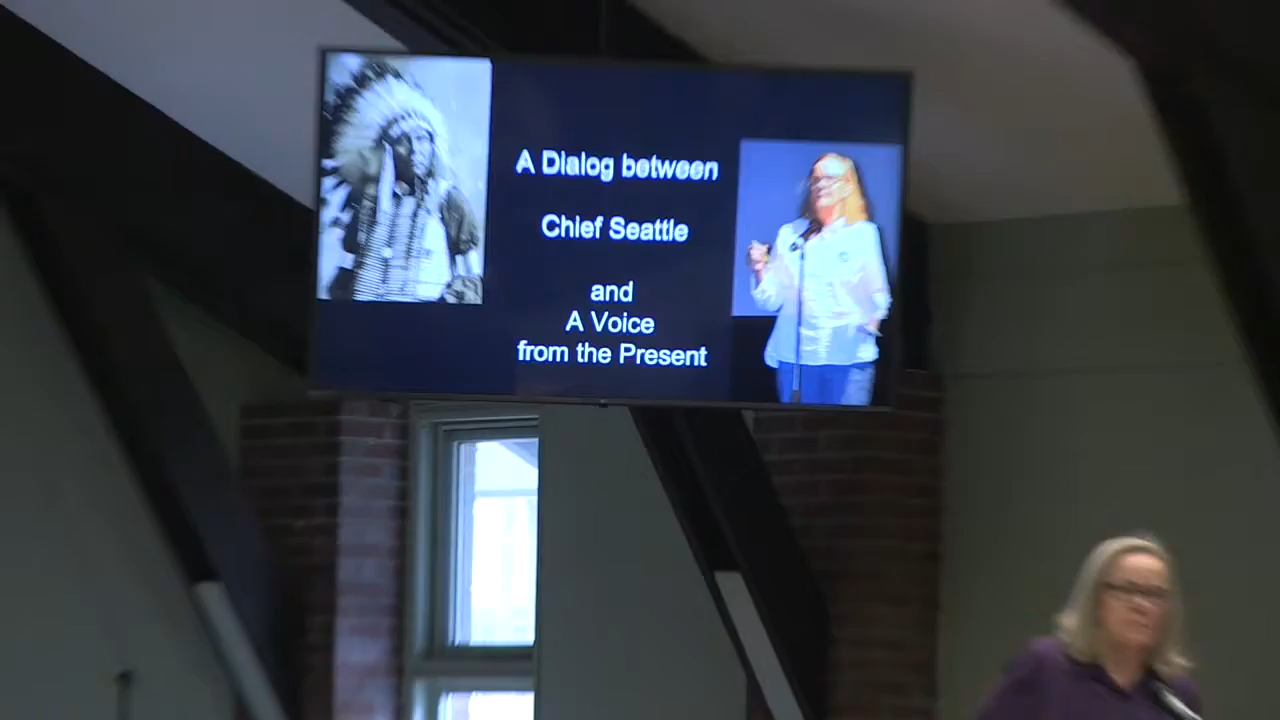 A Dialog between
Chief Seattle
and
A Voice
from the Present